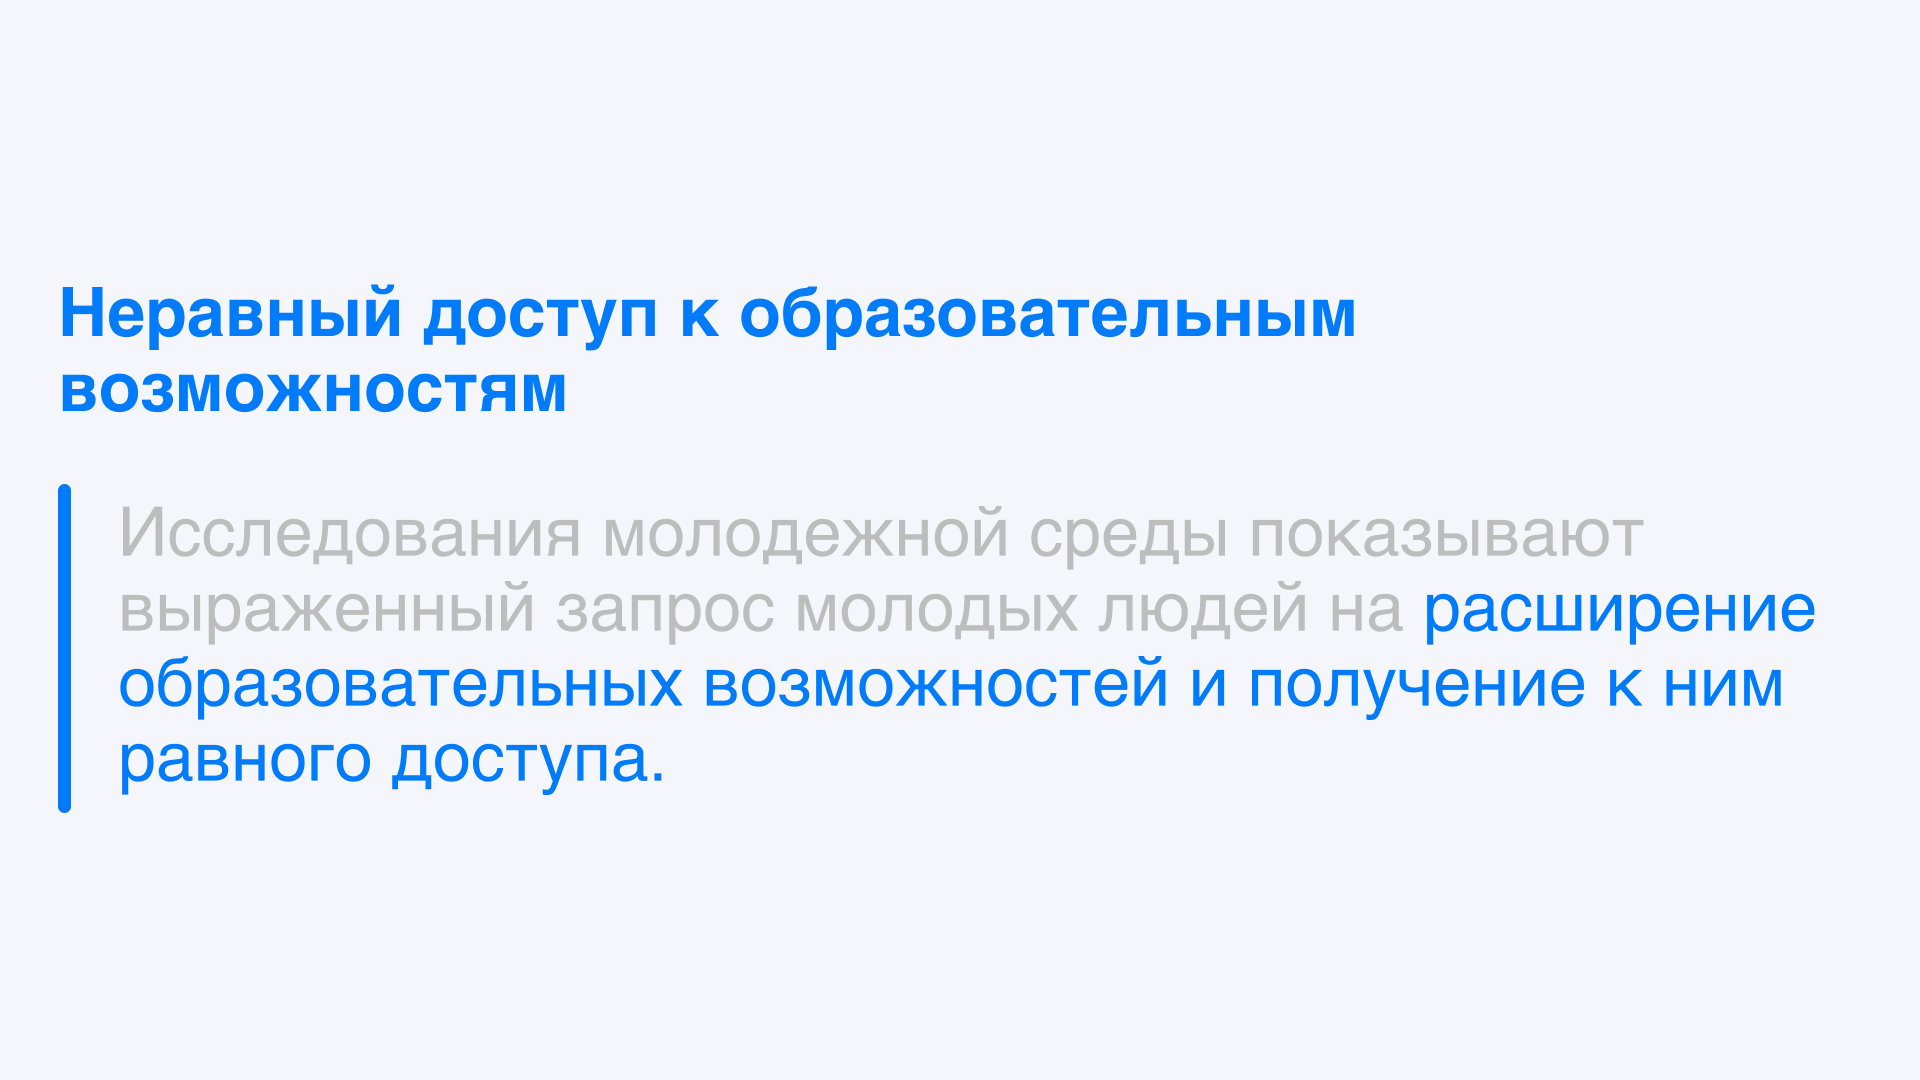 Неравный доступ к образовательным
возможностям
Исследования молодежной среды показывают
выраженный запрос молодых людей на расширение
образовательных возможностей и получение к ним
равного доступа.